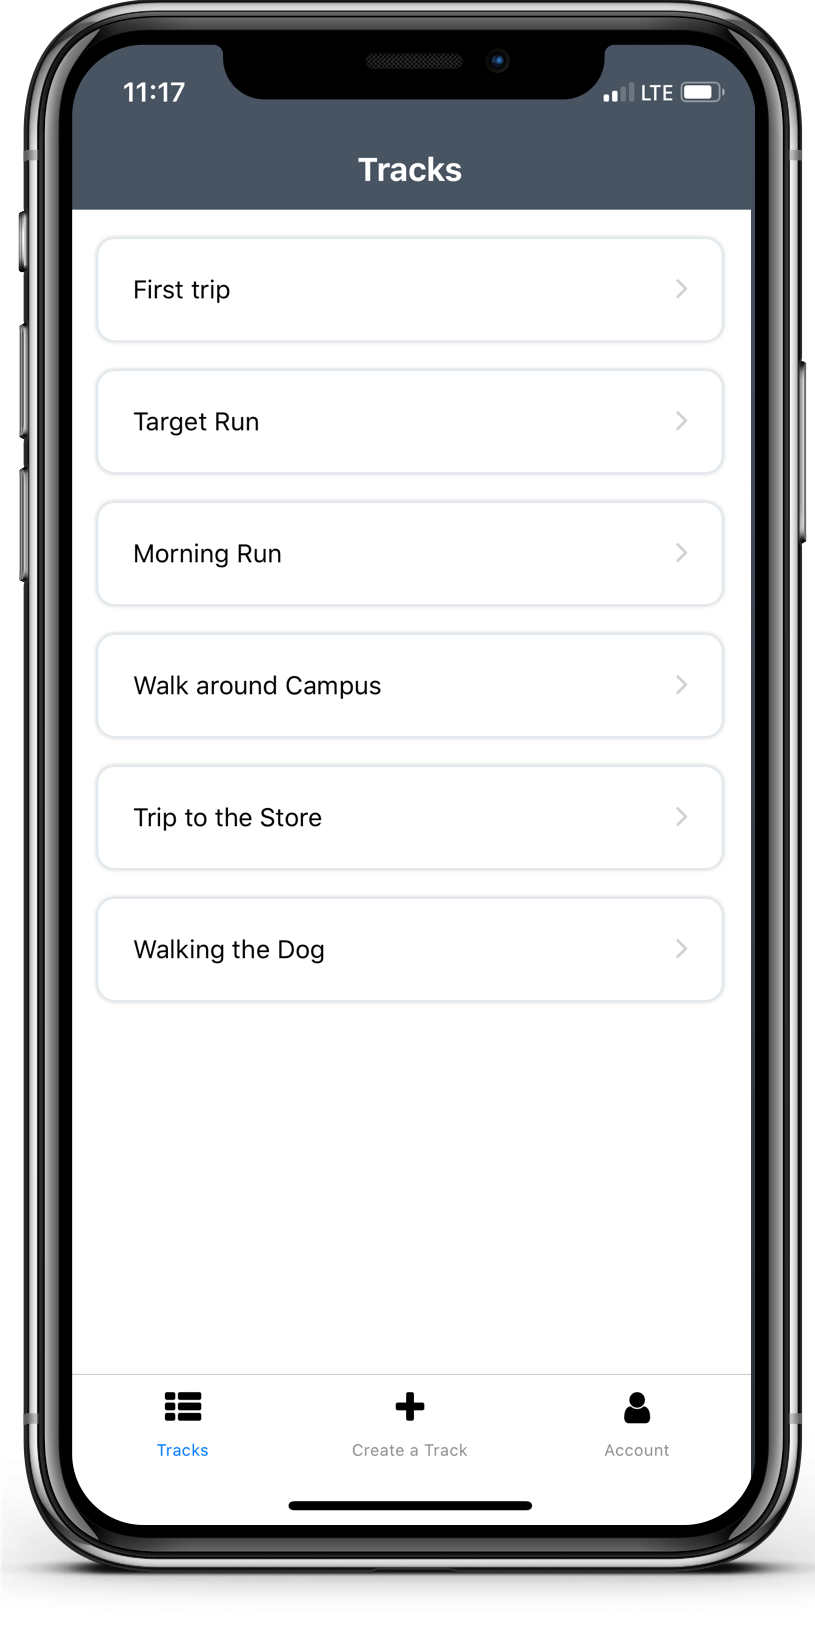 11:17
LTE
Tracks
First trip
Target Run
Morning Run
Walk around Campus
Trip to the Store
Walking the Dog
Tracks
Create a Track
Account